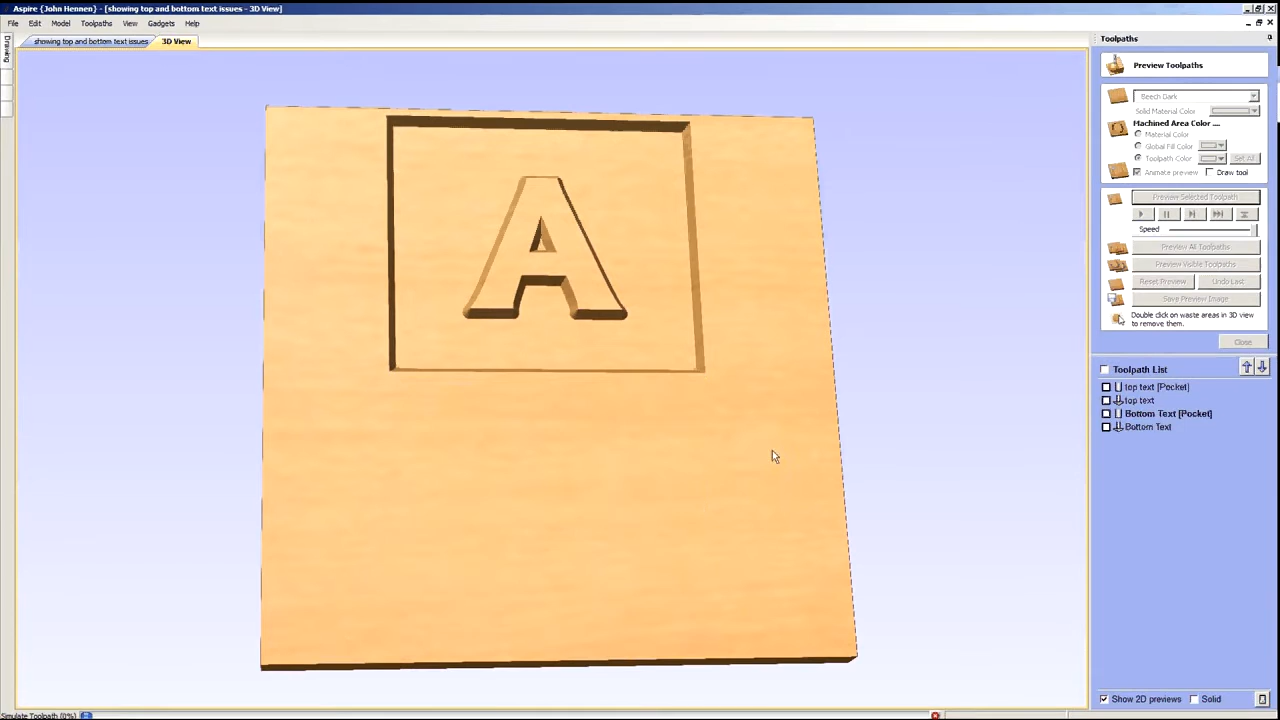 Aspire {John Hennen} - [showing top and bottom text issues - 3D View]
File Edit Model Toolpaths View Gadgets Help
showing top and bottom text issues 3D View
Drawing
A
Toolpaths
Preview Toolpaths
Beech Dark
Solid Material Color
Machined Area Color ....
Material Color
Global Fill Color
Toolpath Color Set All
Animate preview Draw tool
Preview Selected Toolpath
Speed
Preview All Toolpaths
Preview Visible Toolpaths
Reset Preview Undo Last
Save Preview Image
Double click on waste areas in 3D view
to remove them.
Close
Toolpath List
top text [Pocket]
top text
Bottom Text [Pocket]
Bottom Text
Show 2D previews Solid
Simulate Toolpath (0%)